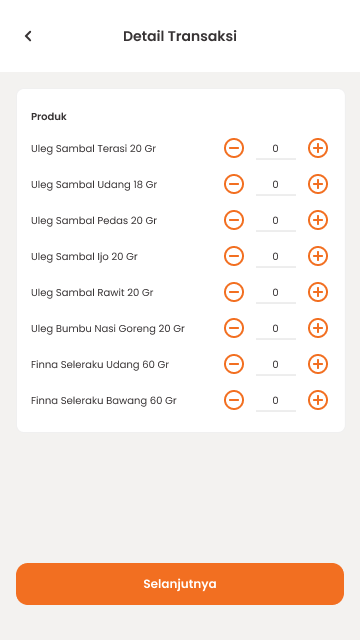 Detail Transaksi
Produk
Uleg Sambal Terasi 20 Gr 0
Uleg Sambal Udang 18 Gr 0
Uleg Sambal Pedas 20 Gr 0
Uleg Sambal Ijo 20 Gr 0
Uleg Sambal Rawit 20 Gr 0
Uleg Bumbu Nasi Goreng 20 Gr 0
Finna Seleraku Udang 60 Gr 0
Finna Seleraku Bawang 60 Gr 0
Selanjutnya